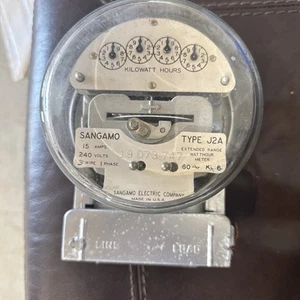 KILOWATT HOURS
SANGAMO
TYPE J2A
15 AMPS
240 VOLTS
3 WIRE 1 PHASE
EXTENDED RANGE
WATTHOUR
METER
60~
SANGAMO ELECTRIC COMPANY
MADE IN U.S.A.
LINE
LOAD